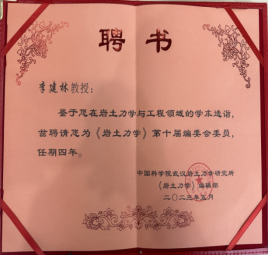 聘书
李建林教授：
鉴于您在岩土力学与工程领域的学术造诣，
兹聘请您为《岩土力学》第十届编委会委员，
任期四年。
中国科学院武汉岩土力学研究所
《岩土力学》编辑部